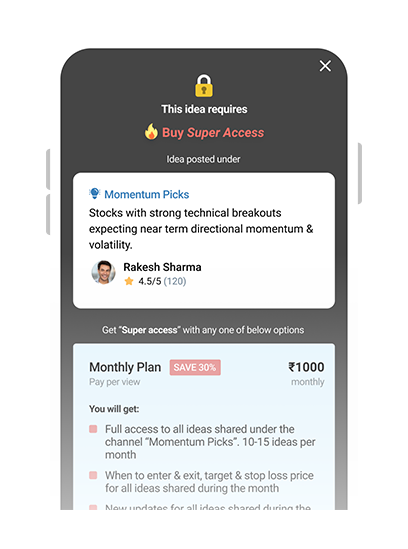 This idea requires
Buy Super Access
Idea posted under
Momentum Picks
Stocks with strong technical breakouts
expecting near term directional momentum &
volatility.
Rakesh Sharma
4.5/5 (120)
Get “Super access” with any one of below options
Monthly Plan SAVE 30% ₹1000
Pay per view monthly
You will get:
Full access to all ideas shared under the
channel “Momentum Picks”. 10-15 ideas per
month
When to enter & exit, target & stop loss price
for all ideas shared during the month
New updates for all ideas shared during the